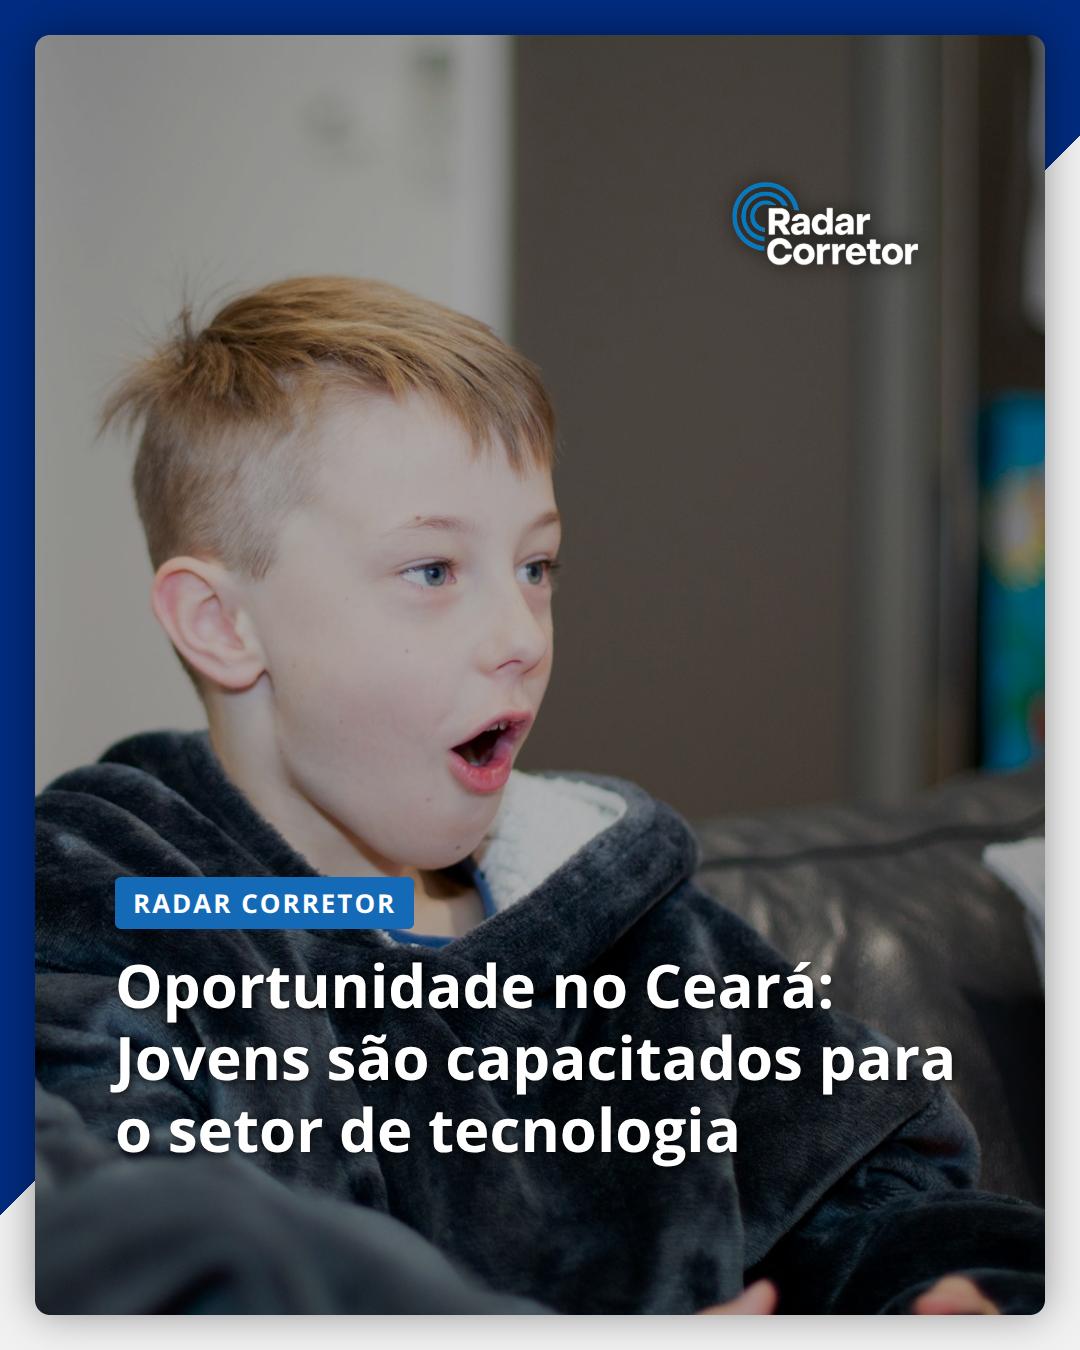 Radar
Corretor
RADAR CORRETOR
Oportunidade no Ceará:
Jovens são capacitados para
o setor de tecnologia